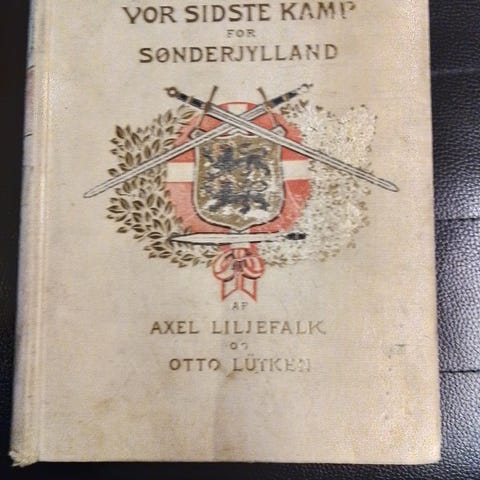 VOR SIDSTE KAMP
FOR
SØNDERJYLLAND
AF
AXEL LILJEFALK
OG
OTTO LÜTKEN